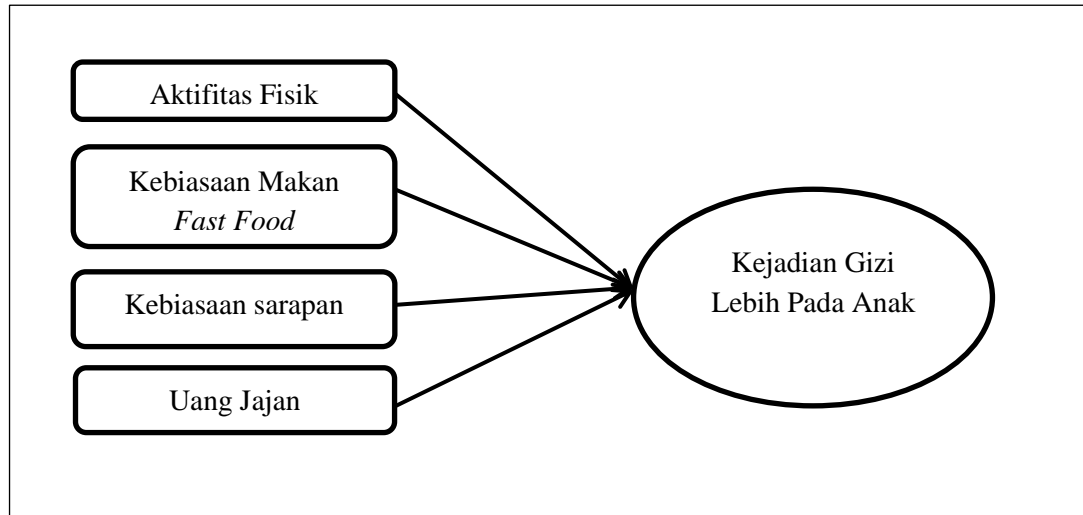 Aktifitas Fisik
Kebiasaan Makan
Fast Food
Kebiasaan sarapan
Uang Jajan
Kejadian Gizi
Lebih Pada Anak